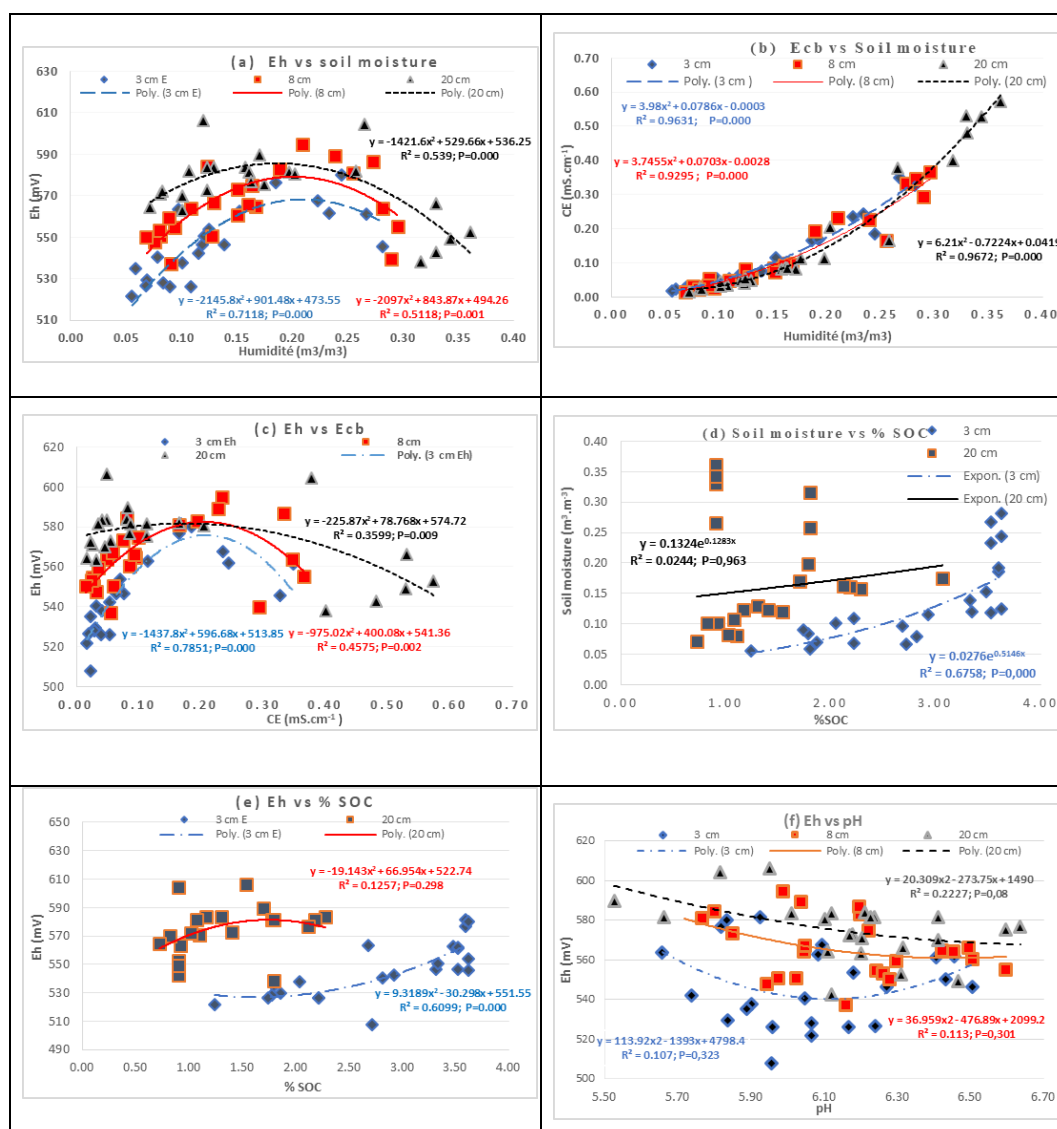 (a) Eh vs soil moisture
3 cm E
8 cm
20 cm
Poly. (3 cm E)
Poly. (8 cm)
Poly. (20 cm)
630
610
590
570
550
530
510
Eh (mV)
y = -1421.6x² + 529.66x + 536.25
R² = 0.539; P=0.000
y = -2145.8x² + 901.48x + 473.55
R² = 0.7118; P=0.000
y = -2097x² + 843.87x + 494.26
R² = 0.5118; P=0.001
0.00 0.05 0.10 0.15 0.20 0.25 0.30 0.35 0.40
Humidité (m3/m3)
(b) Ecb vs Soil moisture
3 cm
8 cm
20 cm
Poly. (3 cm )
Poly. (8 cm)
Poly. (20 cm)
0.70
0.60
0.50
0.40
0.30
0.20
0.10
0.00
CE (mS.cm⁻¹)
y = 3.98x² + 0.0786x - 0.0003
R² = 0.9631; P=0.000
y = 3.7455x² + 0.0703x - 0.0028
R² = 0.9295; P=0.000
y = 6.21x² - 0.7224x + 0.0419
R² = 0.9672; P=0.000
0.00 0.05 0.10 0.15 0.20 0.25 0.30 0.35 0.40
Humidité (m3/m3)
(c) Eh vs Ecb
3 cm Eh
8 cm
20 cm
Poly. (3 cm Eh)
620
600
580
560
540
520
500
Eh (mV)
y = -225.87x² + 78.768x + 574.72
R² = 0.3599; P=0.009
y = -1437.8x² + 596.68x + 513.85
R² = 0.7851; P=0.000
y = -975.02x² + 400.08x + 541.36
R² = 0.4575; P=0.002
0.00 0.10 0.20 0.30 0.40 0.50 0.60 0.70
CE (mS.cm⁻¹)
(d) Soil moisture vs % SOC
3 cm
20 cm
Expon. (3 cm)
Expon. (20 cm)
0.40
0.35
0.30
0.25
0.20
0.15
0.10
0.05
0.00
Soil moisture (m³.m⁻³)
y = 0.1324e^0.1283x
R² = 0.0244; P=0,963
y = 0.0276e^0.5146x
R² = 0.6758; P=0,000
0.00 1.00 2.00 3.00 4.00
%SOC
(e) Eh vs % SOC
3 cm E
20 cm
Poly. (3 cm E)
Poly. (20 cm)
650
630
610
590
570
550
530
510
490
Eh (mV)
y = -19.143x² + 66.954x + 522.74
R² = 0.1257; P=0.298
y = 9.3189x² - 30.298x + 551.55
R² = 0.6099; P=0.000
0.00 0.50 1.00 1.50 2.00 2.50 3.00 3.50 4.00
% SOC
(f) Eh vs pH
3 cm
8 cm
20 cm
Poly. (3 cm)
Poly. (8 cm)
Poly. (20 cm)
620
600
580
560
540
520
500
Eh (mV)
y = 20.309x2 - 273.75x + 1490
R² = 0.2227; P=0,08
y = 36.959x2 - 476.89x + 2099.2
R² = 0.113; P=0,301
y = 113.92x2 - 1393x + 4798.4
R² = 0.107; P=0,323
5.50 5.70 5.90 6.10 6.30 6.50 6.70
pH